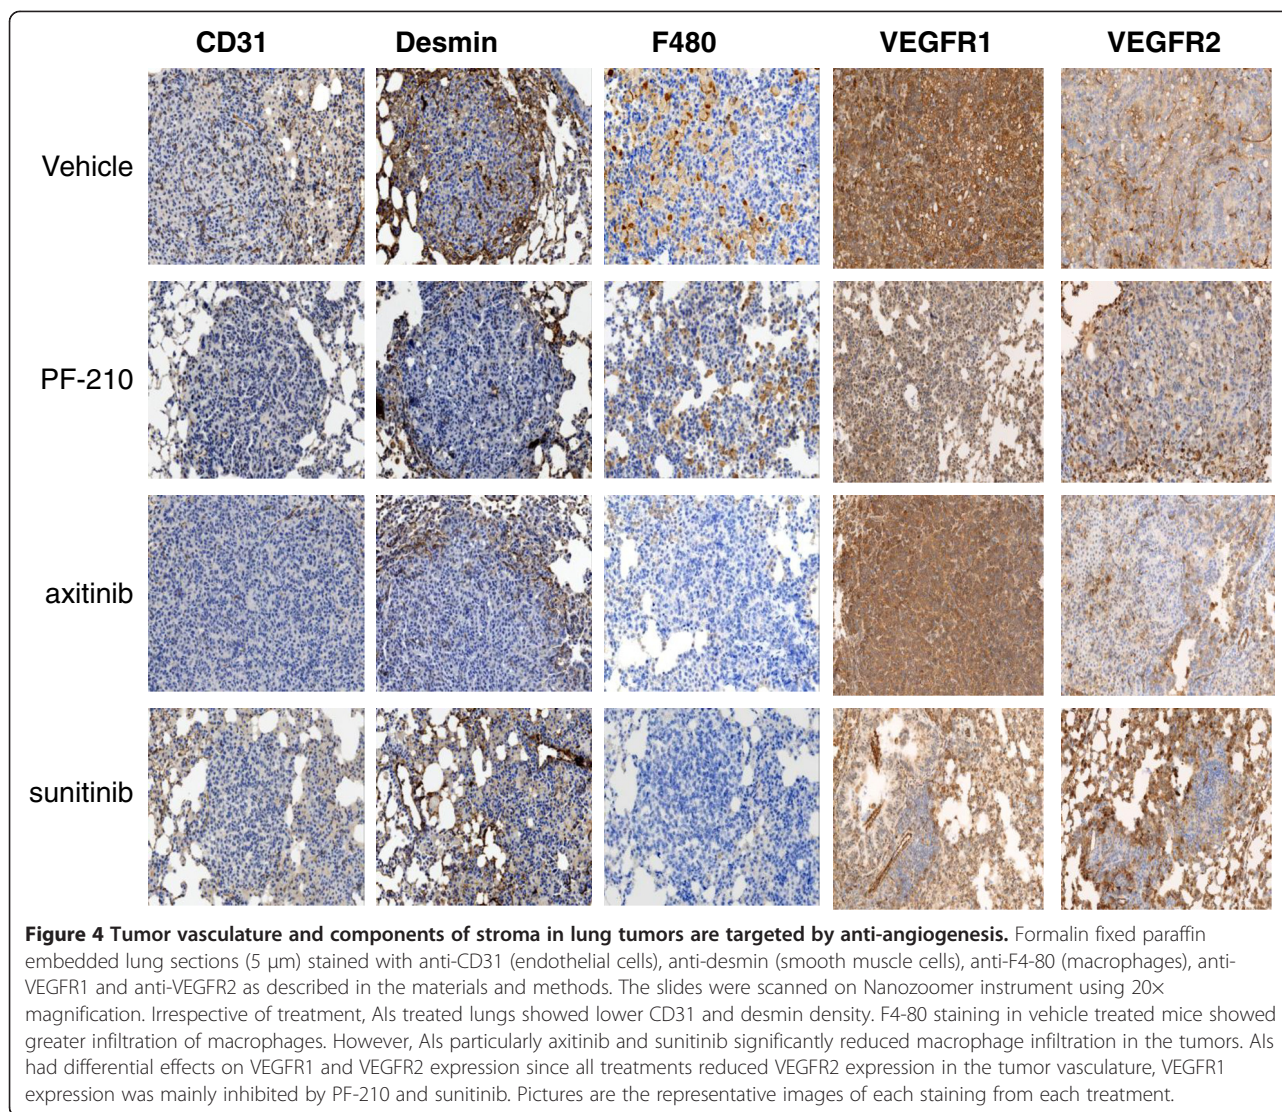 CD31 Desmin F480 VEGFR1 VEGFR2
Vehicle
PF-210
axitinib
sunitinib
Figure 4 Tumor vasculature and components of stroma in lung tumors are targeted by anti-angiogenesis. Formalin fixed paraffin
embedded lung sections (5 μm) stained with anti-CD31 (endothelial cells), anti-desmin (smooth muscle cells), anti-F4-80 (macrophages), anti-
VEGFR1 and anti-VEGFR2 as described in the materials and methods. The slides were scanned on Nanozoomer instrument using 20×
magnification. Irrespective of treatment, AIs treated lungs showed lower CD31 and desmin density. F4-80 staining in vehicle treated mice showed
greater infiltration of macrophages. However, AIs particularly axitinib and sunitinib significantly reduced macrophage infiltration in the tumors. AIs
had differential effects on VEGFR1 and VEGFR2 expression since all treatments reduced VEGFR2 expression in the tumor vasculature, VEGFR1
expression was mainly inhibited by PF-210 and sunitinib. Pictures are the representative images of each staining from each treatment.